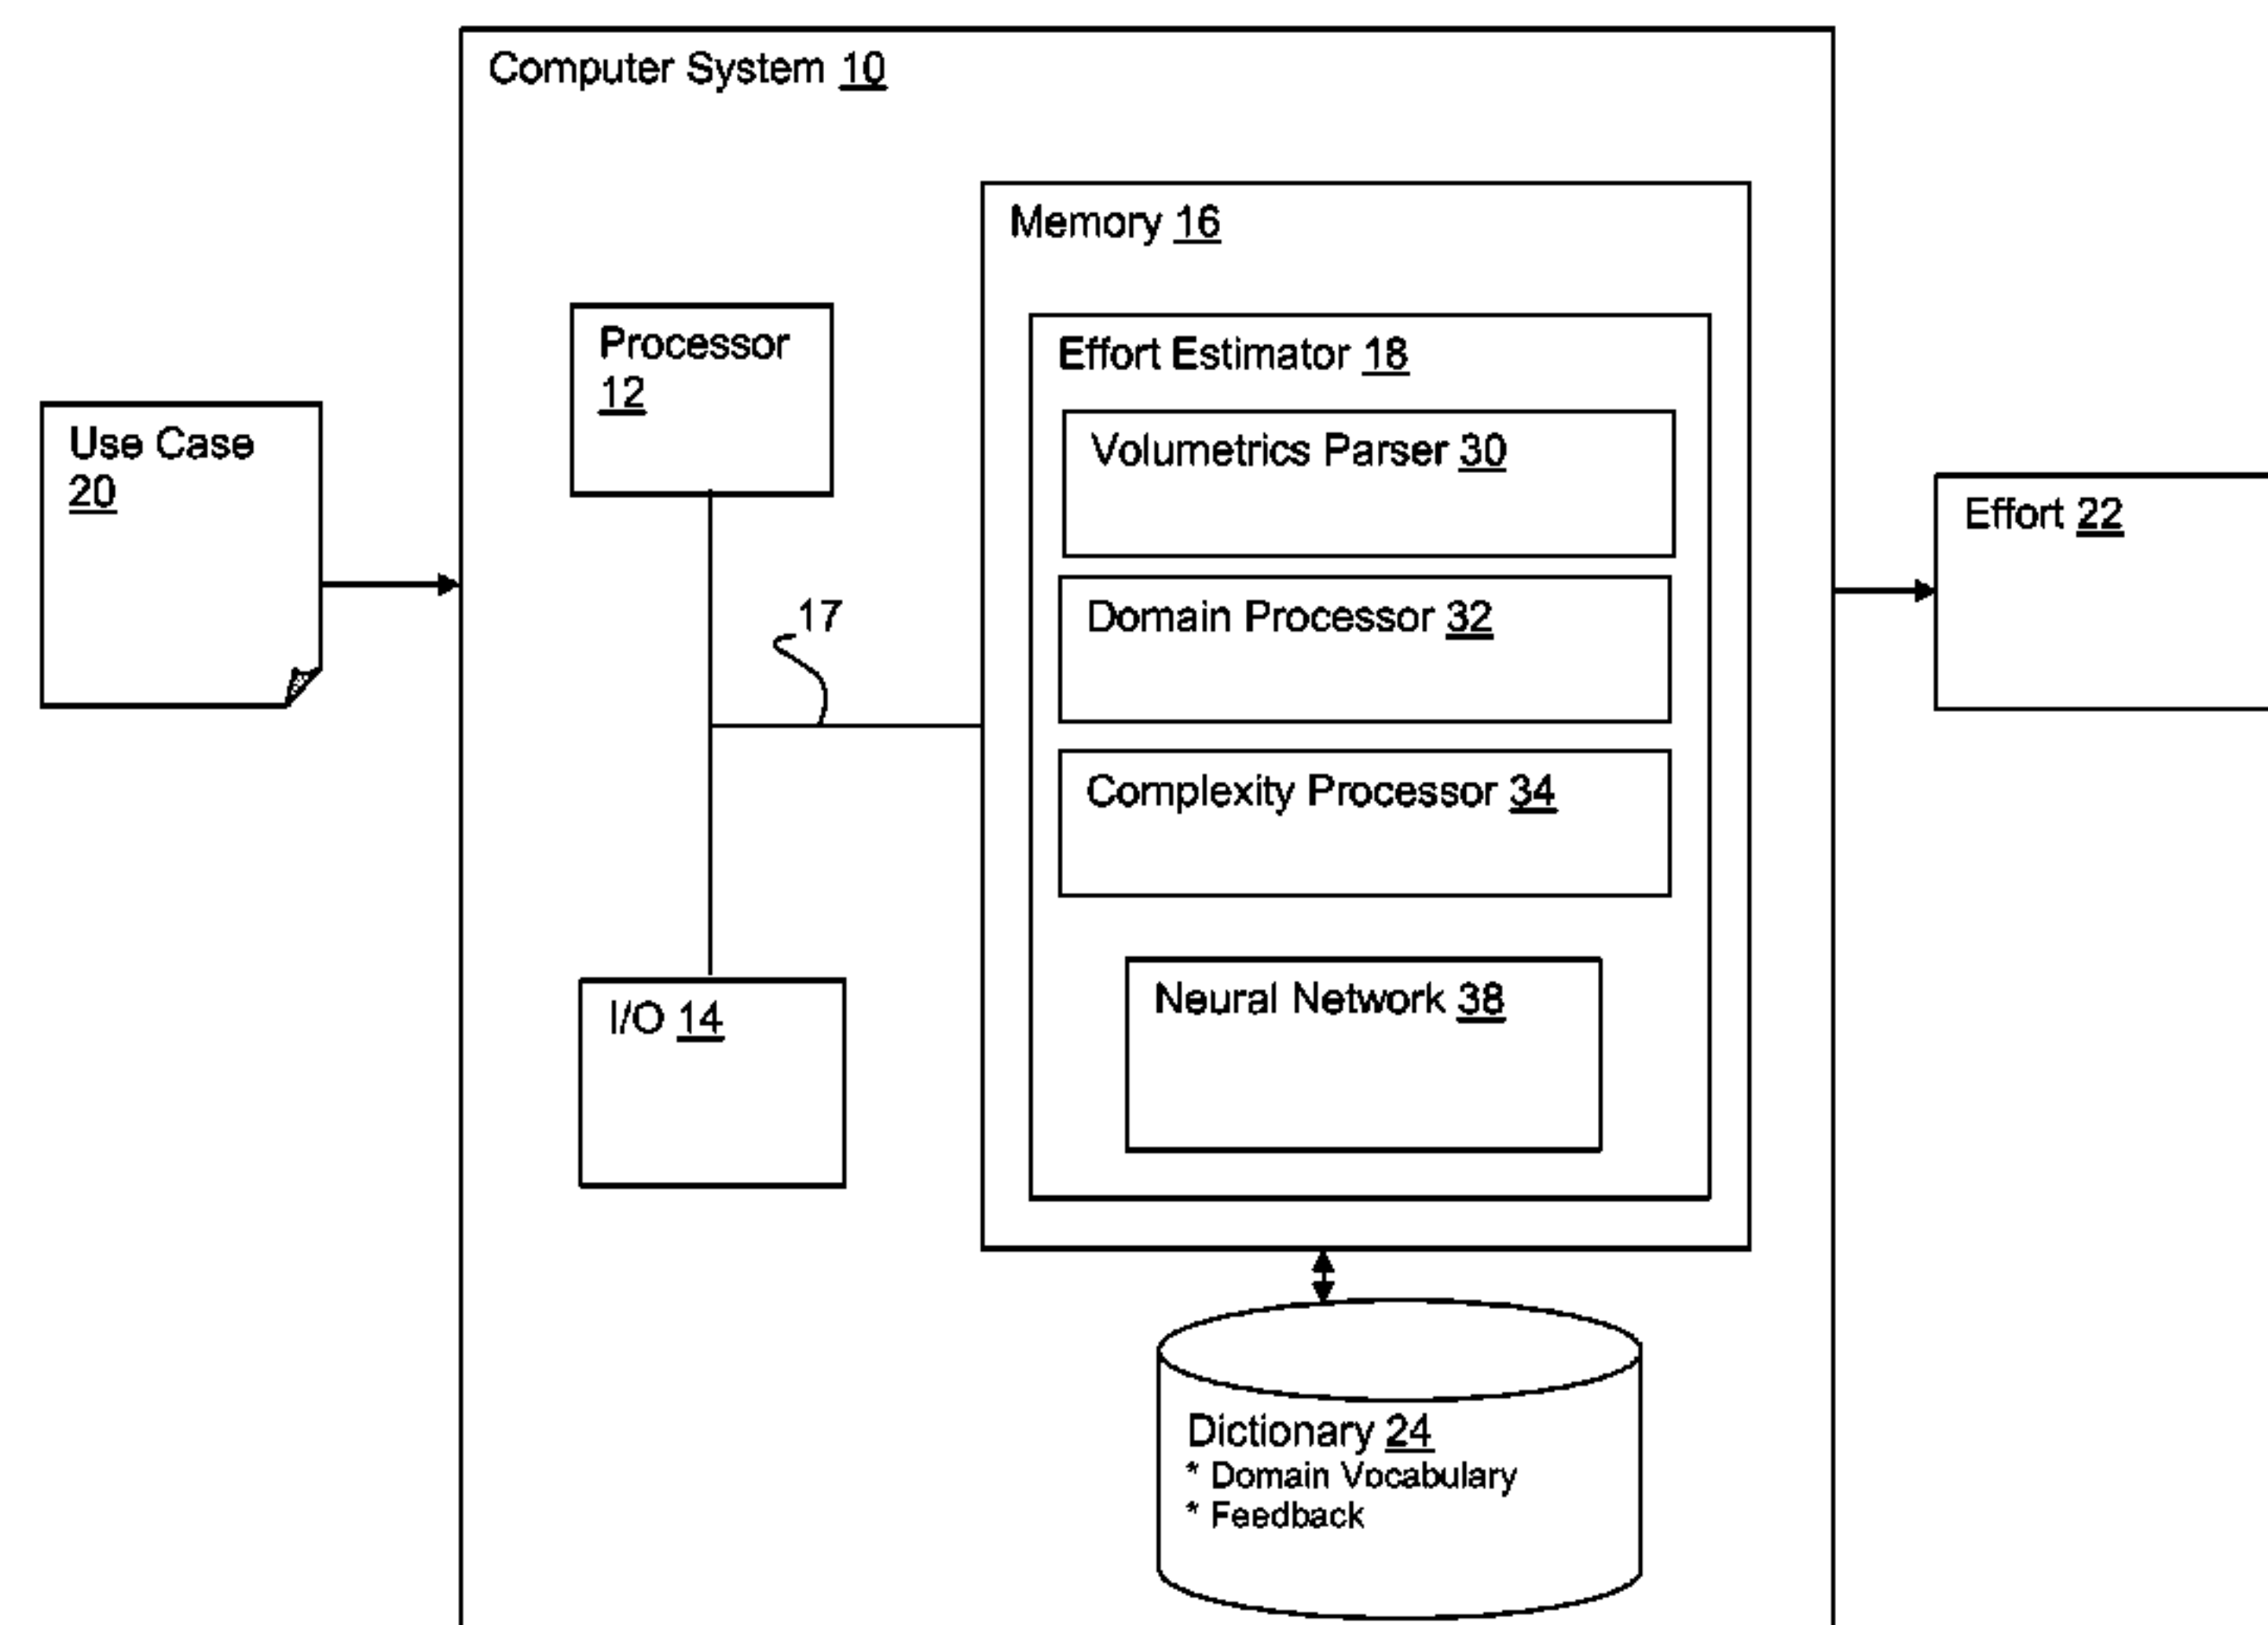 Computer System 10
Memory 16
Processor
12
Effort Estimator 18
Use Case
20
Volumetrics Parser 30
Effort 22
Domain Processor 32
17
Complexity Processor 34
Neural Network 38
I/O 14
Dictionary 24
* Domain Vocabulary
* Feedback